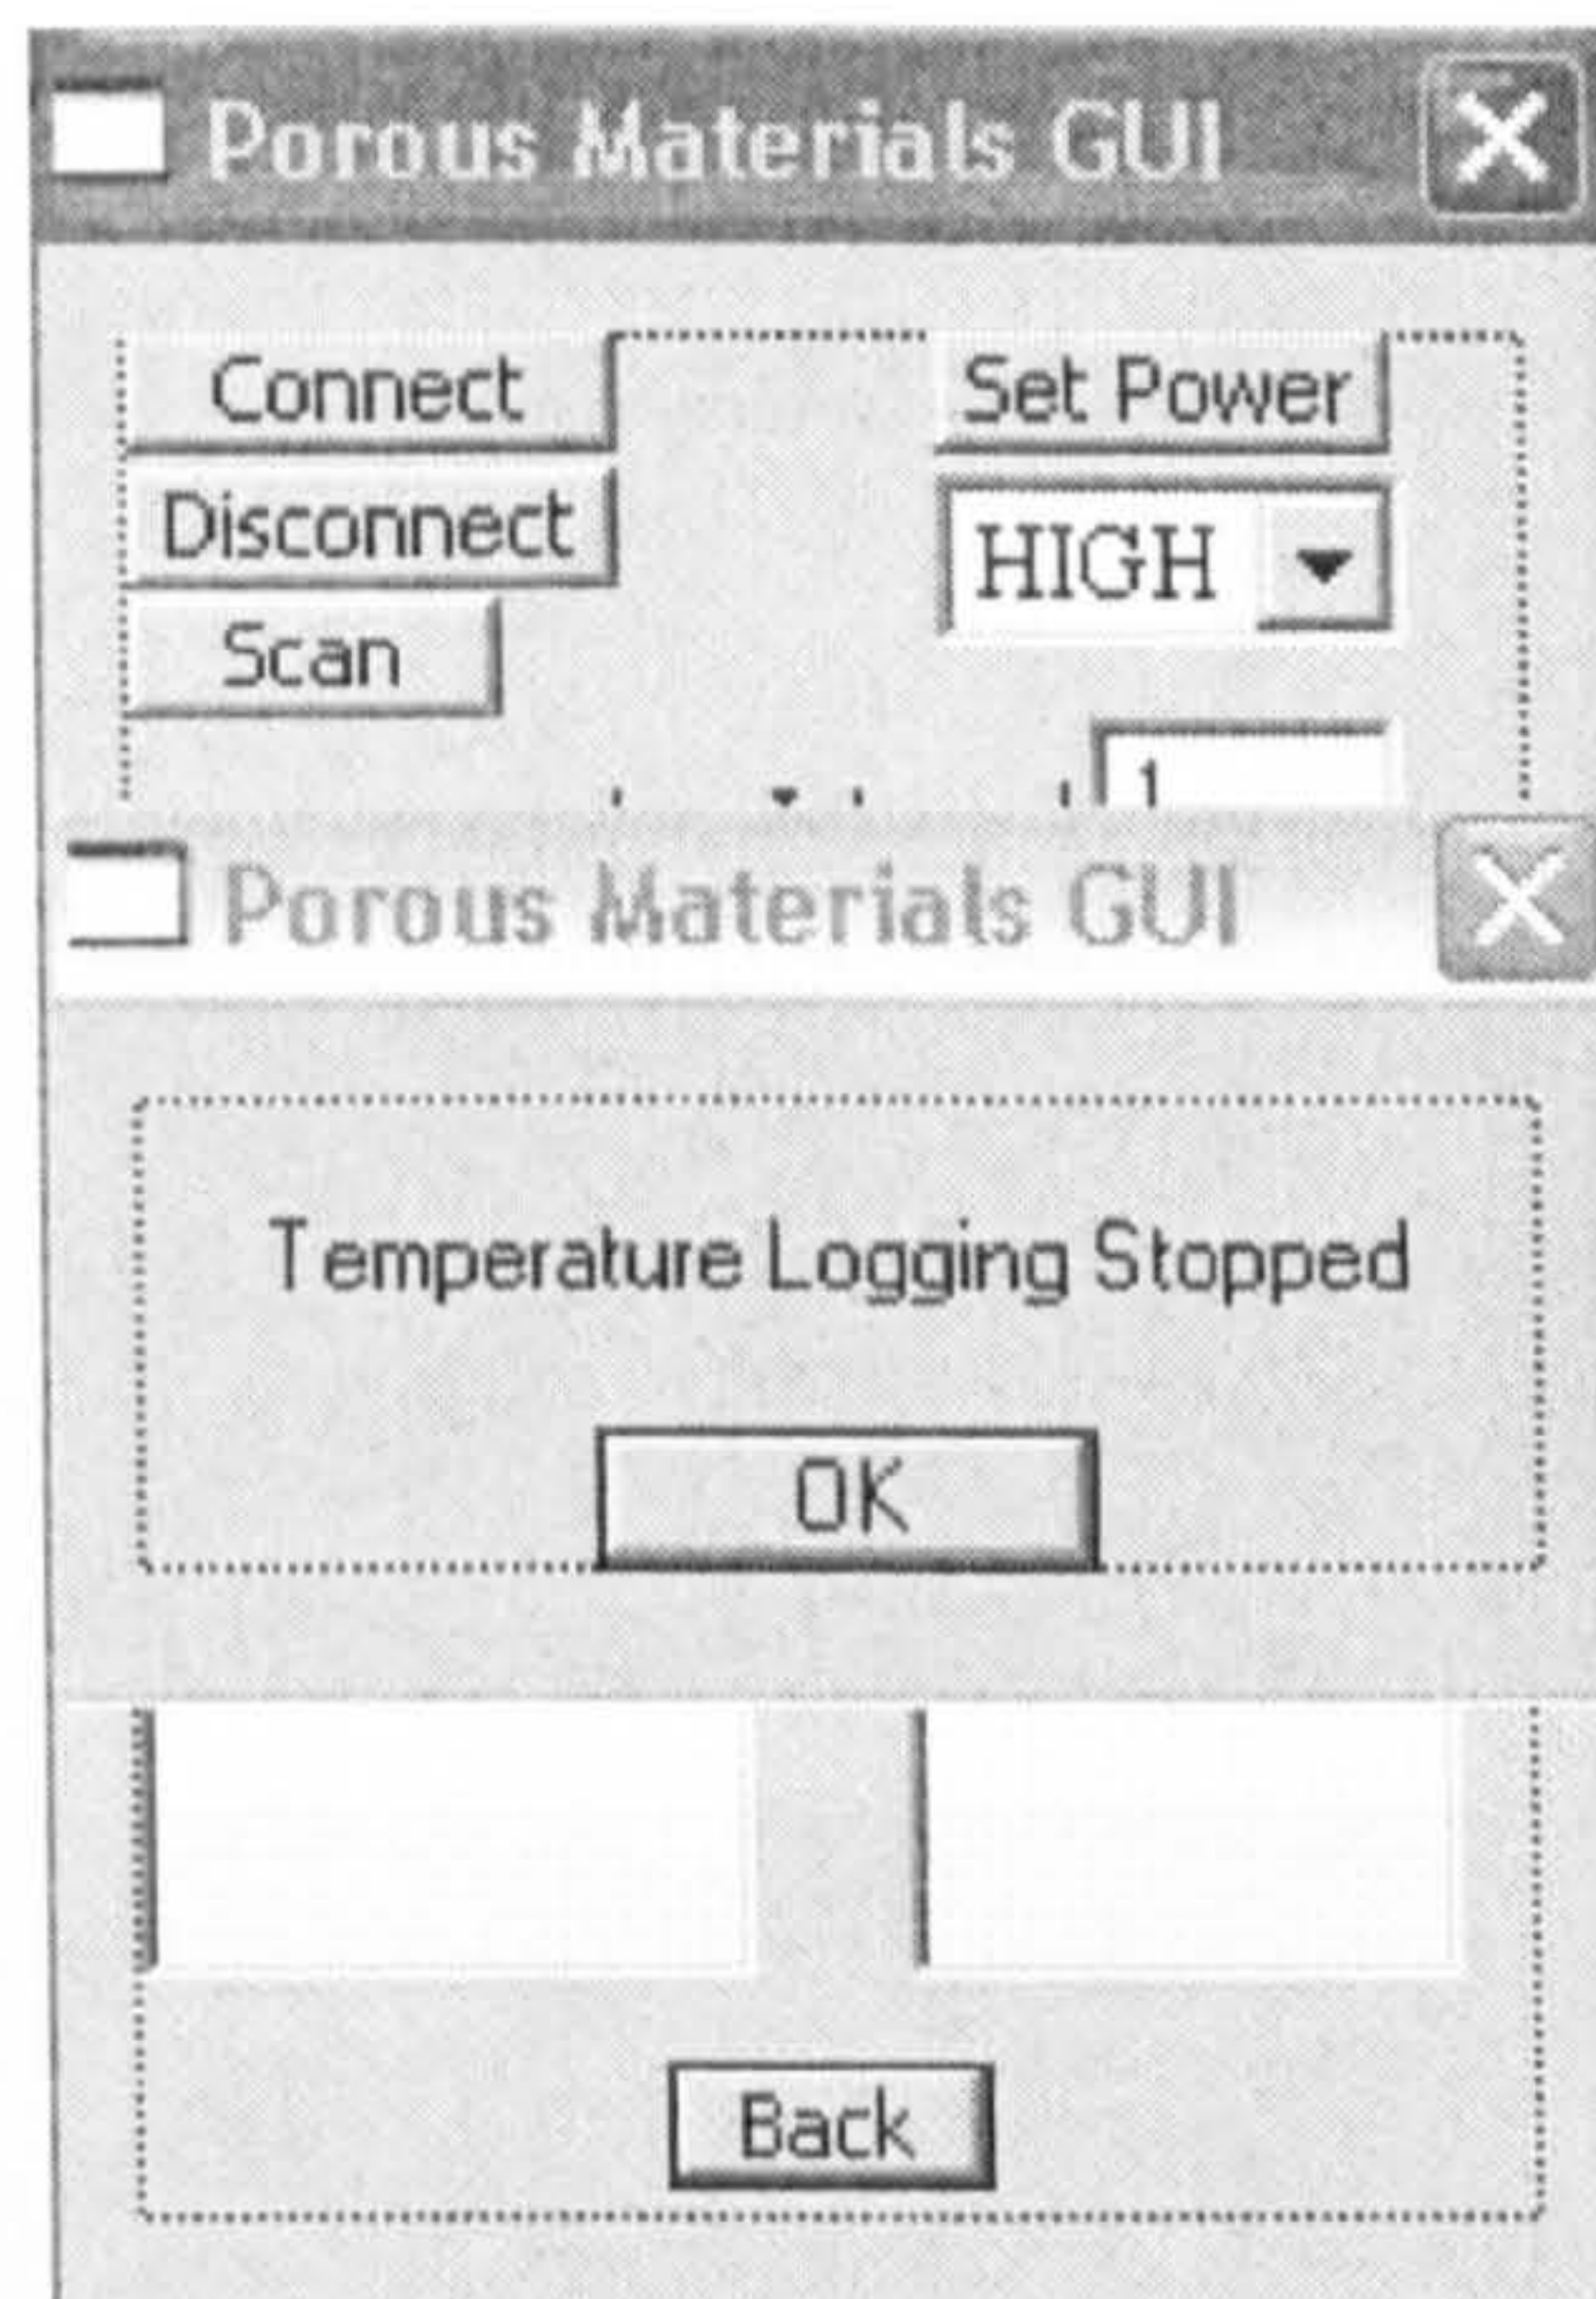 Porous Materials GUI
Connect Set Power
Disconnect HIGH
Scan
1
Porous Materials GUI
Temperature Logging Stopped
OK
Back